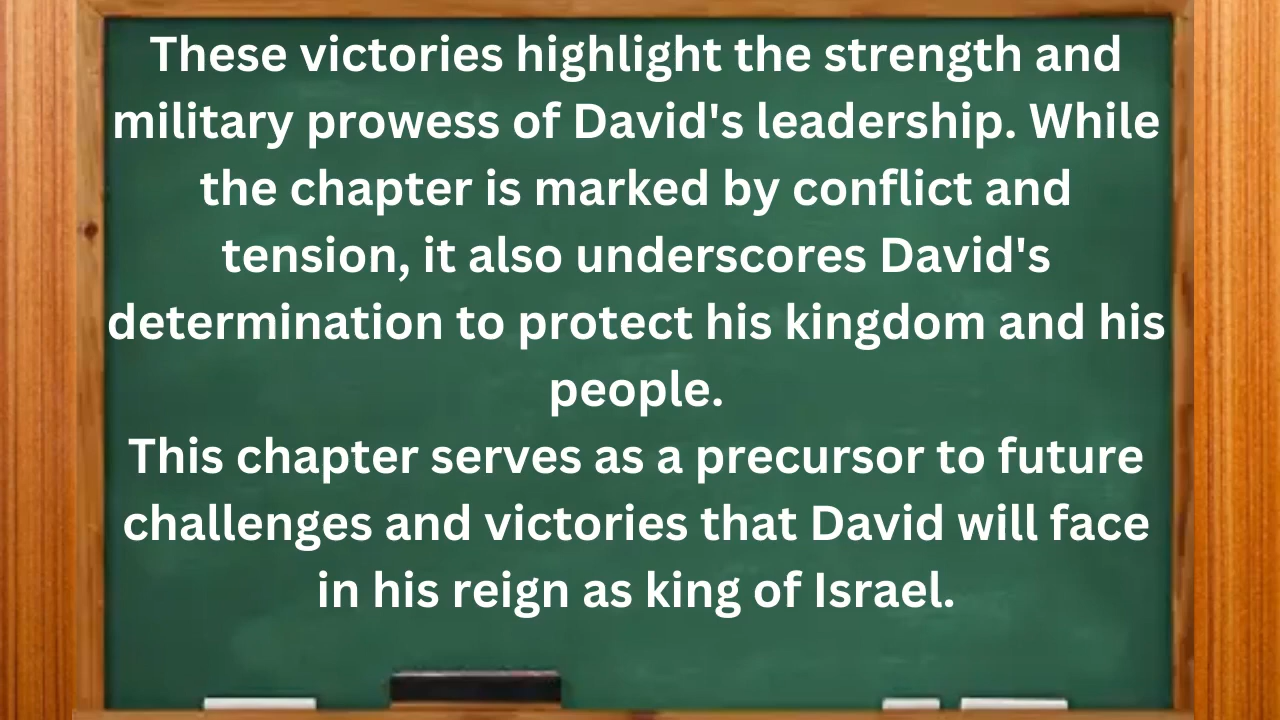 These victories highlight the strength and
military prowess of David's leadership. While
the chapter is marked by conflict and
tension, it also underscores David's
determination to protect his kingdom and his
people.
This chapter serves as a precursor to future
challenges and victories that David will face
in his reign as king of Israel.